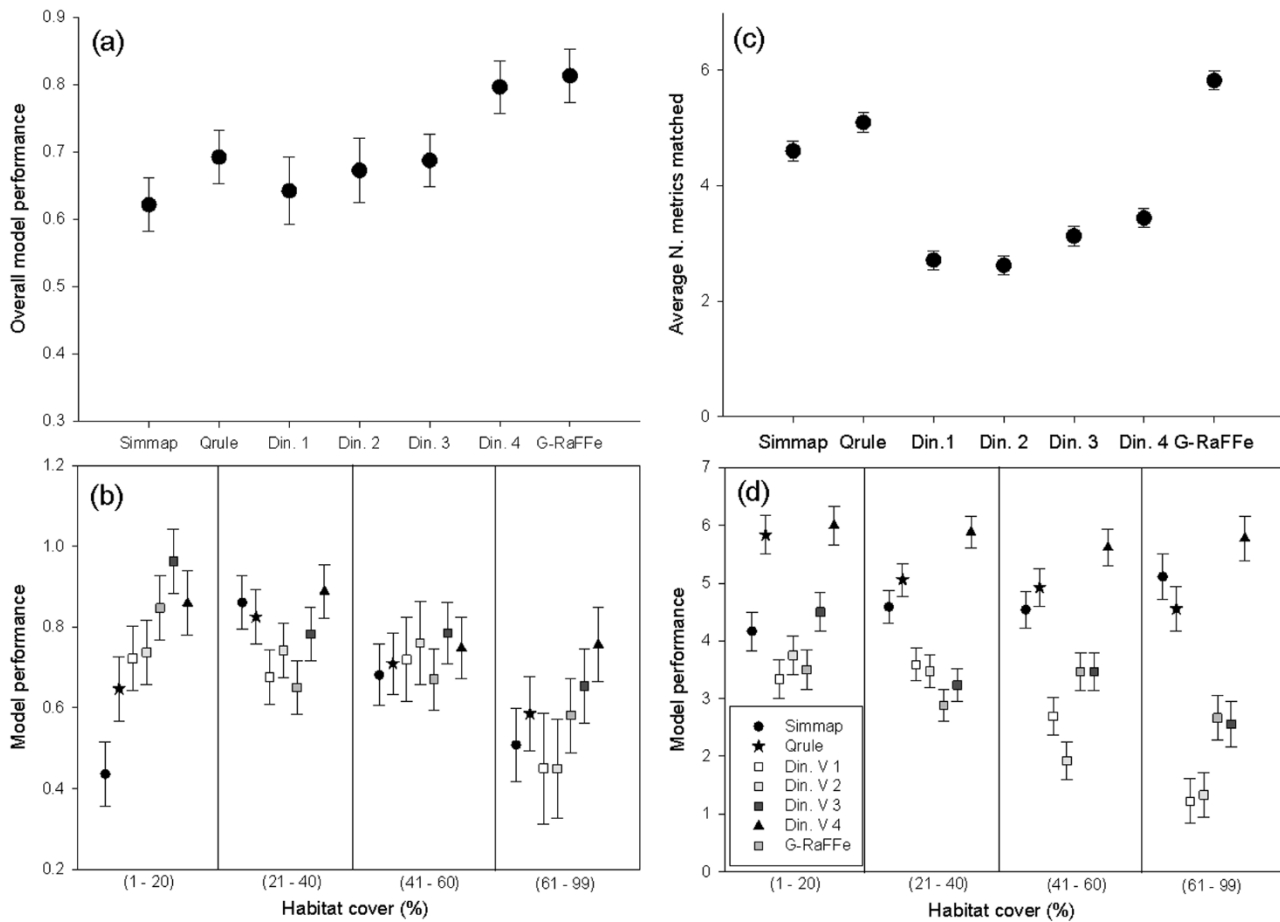 (a)
Overall model performance
0.9
0.8
0.7
0.6
0.5
0.4
0.3
Simmap Qrule Din. 1 Din. 2 Din. 3 Din. 4 G-RaFFe
(c)
Average N. metrics matched
6
4
2
0
Simmap Qrule Din.1 Din. 2 Din. 3 Din. 4 G-RaFFe
(b)
Model performance
1.2
1.0
0.8
0.6
0.4
0.2
(1 - 20) (21 - 40) (41 - 60) (61 - 99)
Habitat cover (%)
(d)
Model performance
7
6
5
4
3
2
1
0
Simmap
Qrule
Din. V 1
Din. V 2
Din. V 3
Din. V 4
G-RaFFe
(1 - 20) (21 - 40) (41 - 60) (61 - 99)
Habitat cover (%)